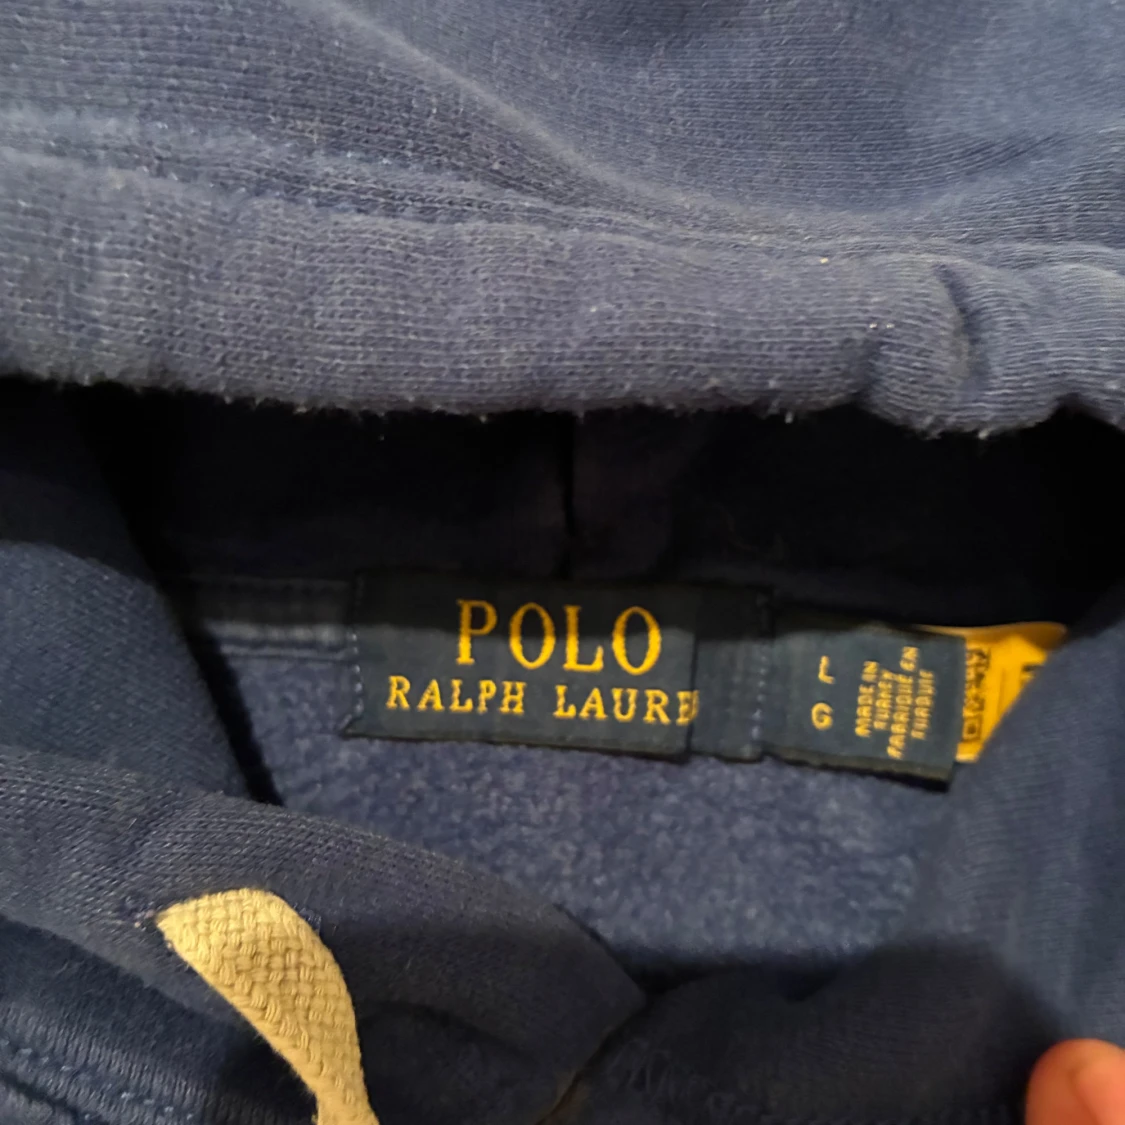 POLO
RALPH LAURE
L
G
MADE IN
TURKEY
FABRIQUÉ EN
TURQUIE